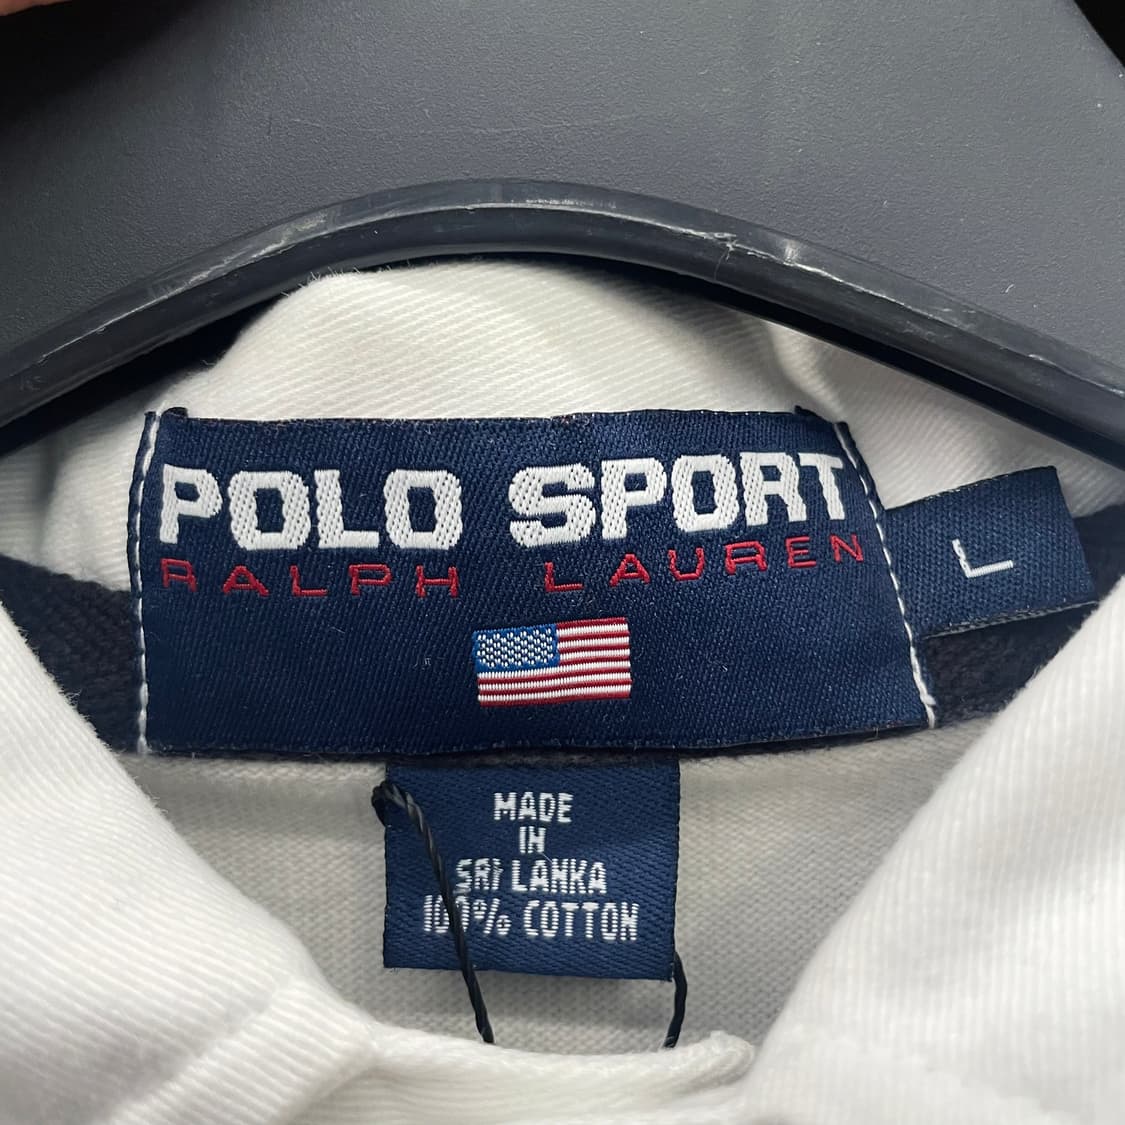 POLO SPORT
RALPH LAUREN
L
MADE
IN
SRI LANKA
100% COTTON